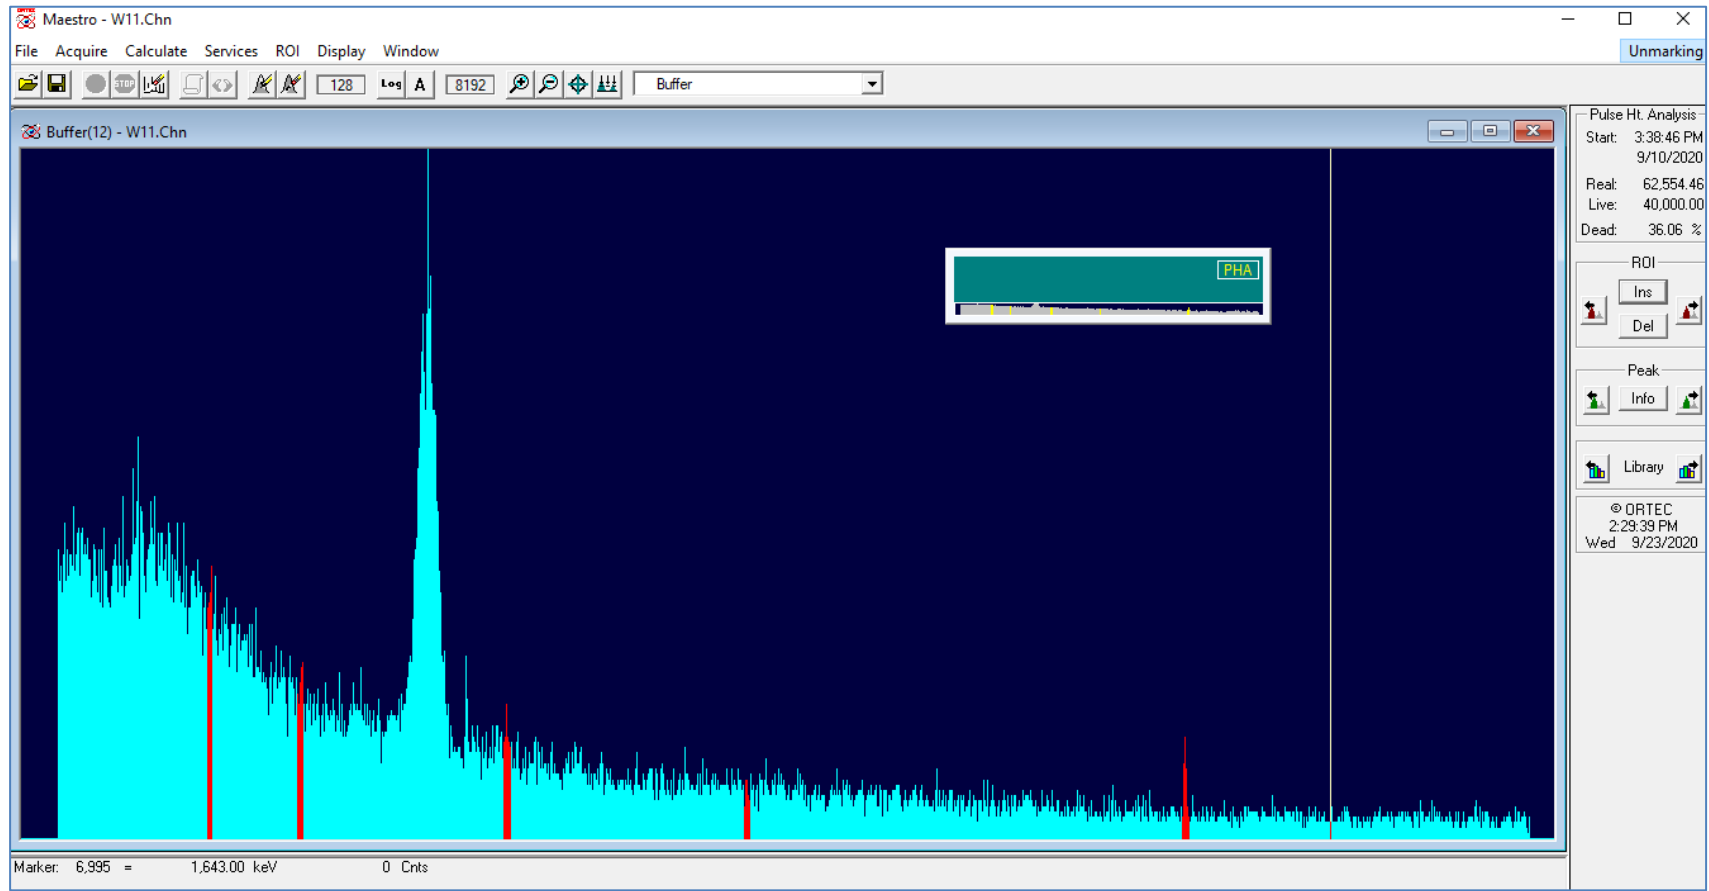 ORTEC
Maestro - W11.Chn
File Acquire Calculate Services ROI Display Window
Unmarking
STOP 128 Log A 8192 Buffer
Buffer(12) - W11.Chn
PHA
Pulse Ht. Analysis
Start: 3:38:46 PM
9/10/2020
Real: 62,554.46
Live: 40,000.00
Dead: 36.06 %
ROI
Ins
Del
Peak
Info
Library
© ORTEC
2:29:39 PM
Wed 9/23/2020
Marker: 6,995 = 1,643.00 keV 0 Cnts